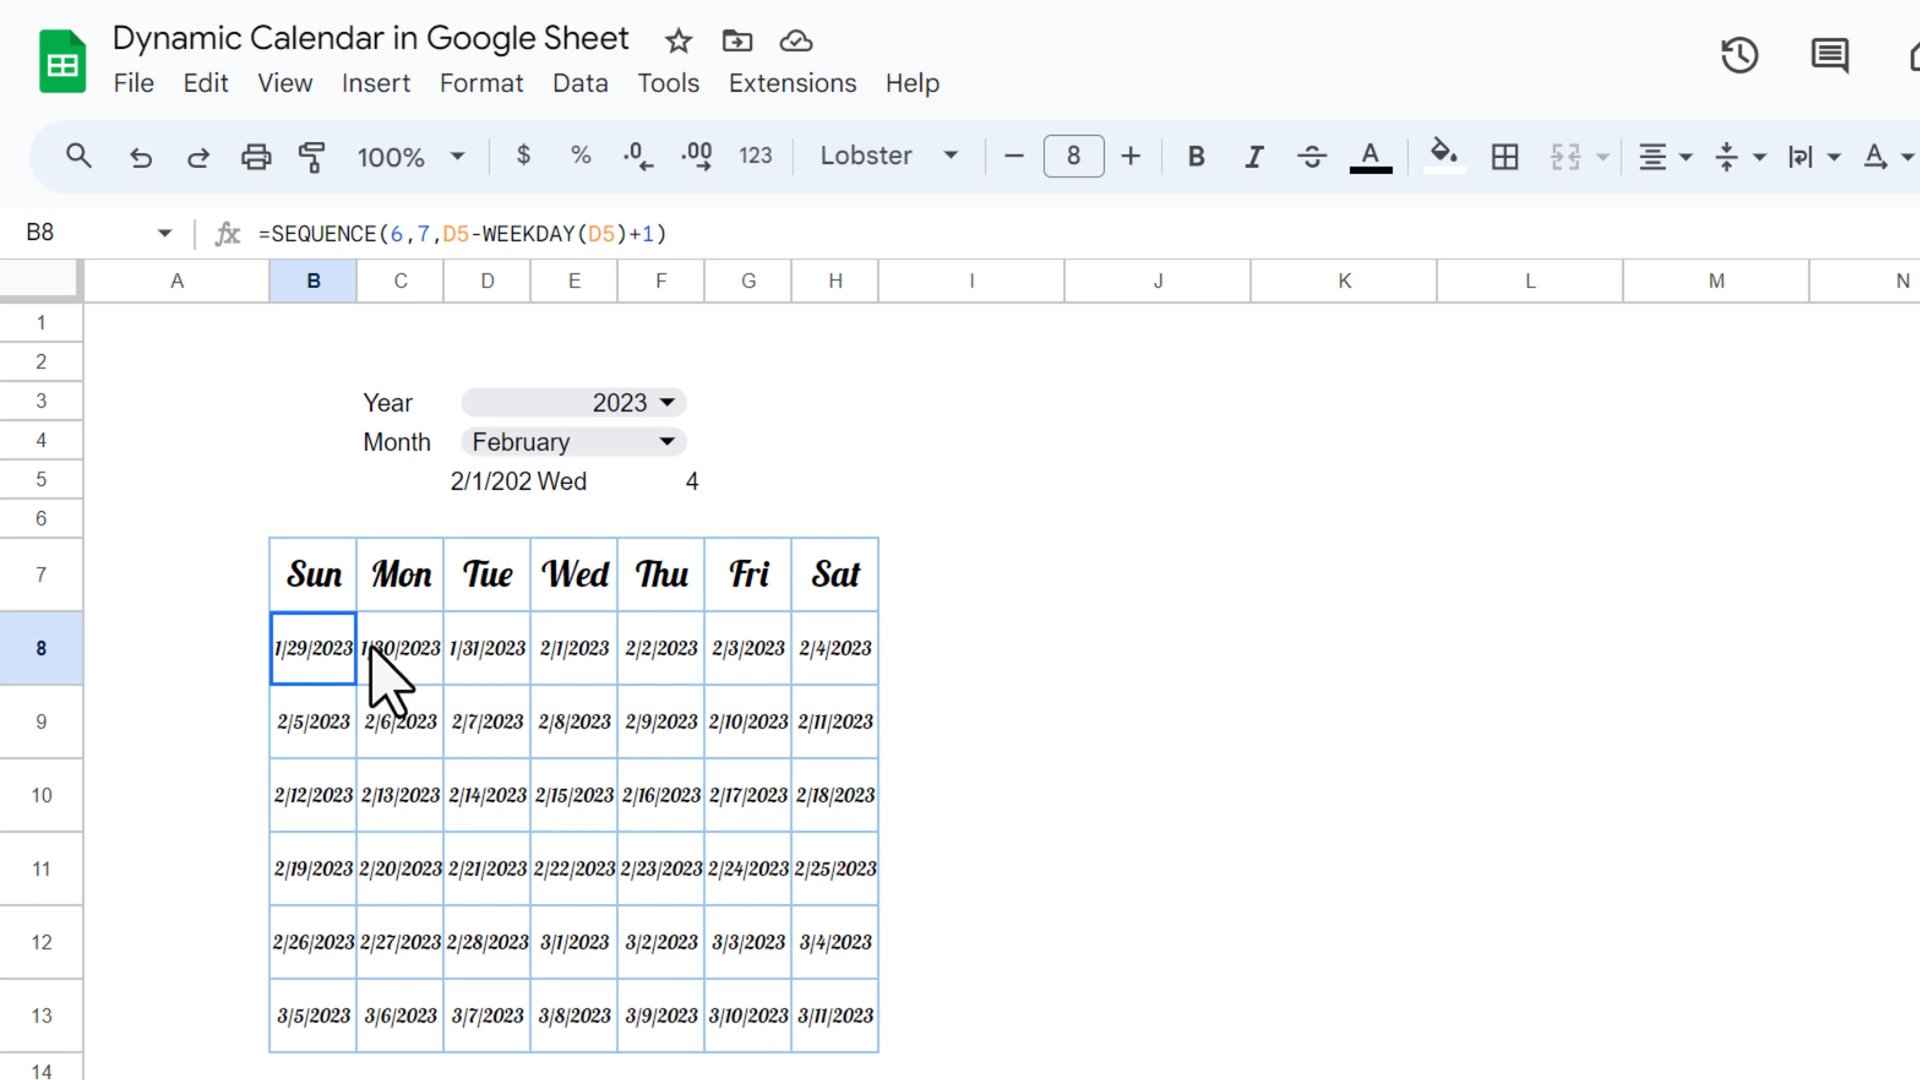 Dynamic Calendar in Google Sheet
File Edit View Insert Format Data Tools Extensions Help
100% $ % .0 .00 123 Lobster 8 B I A A
B8 fx =SEQUENCE(6,7,D5-WEEKDAY(D5)+1)
A B C D E F G H I J K L M N
1
2
3 Year 2023
4 Month February
5 2/1/202 Wed 4
6
7 Sun Mon Tue Wed Thu Fri Sat
8 1/29/2023 1/30/2023 1/31/2023 2/1/2023 2/2/2023 2/3/2023 2/4/2023
9 2/5/2023 2/6/2023 2/7/2023 2/8/2023 2/9/2023 2/10/2023 2/11/2023
10 2/12/2023 2/13/2023 2/14/2023 2/15/2023 2/16/2023 2/17/2023 2/18/2023
11 2/19/2023 2/20/2023 2/21/2023 2/22/2023 2/23/2023 2/24/2023 2/25/2023
12 2/26/2023 2/27/2023 2/28/2023 3/1/2023 3/2/2023 3/3/2023 3/4/2023
13 3/5/2023 3/6/2023 3/7/2023 3/8/2023 3/9/2023 3/10/2023 3/11/2023
14